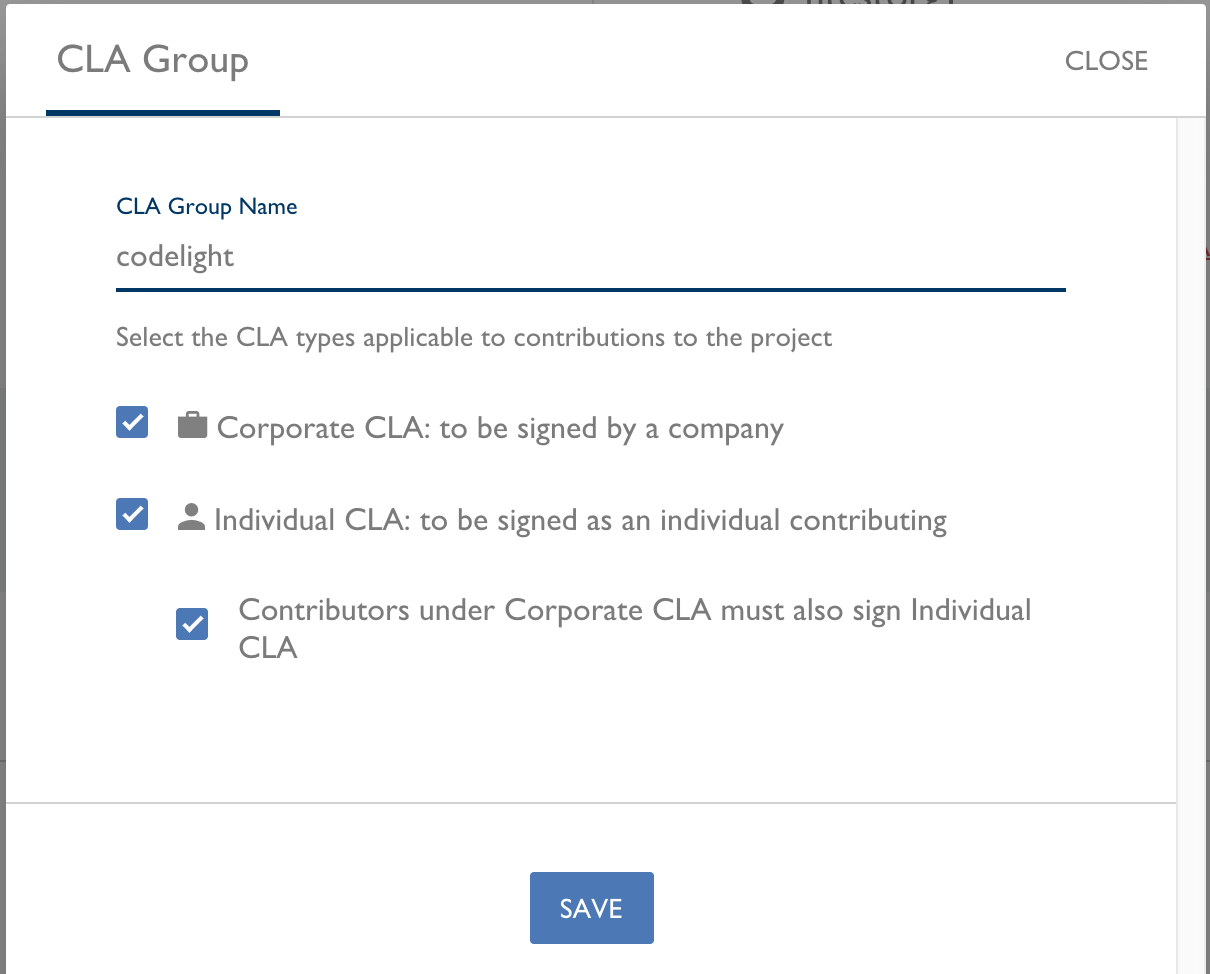 CLA Group
CLOSE
CLA Group Name
codelight
Select the CLA types applicable to contributions to the project
Corporate CLA: to be signed by a company
Individual CLA: to be signed as an individual contributing
Contributors under Corporate CLA must also sign Individual
CLA
SAVE